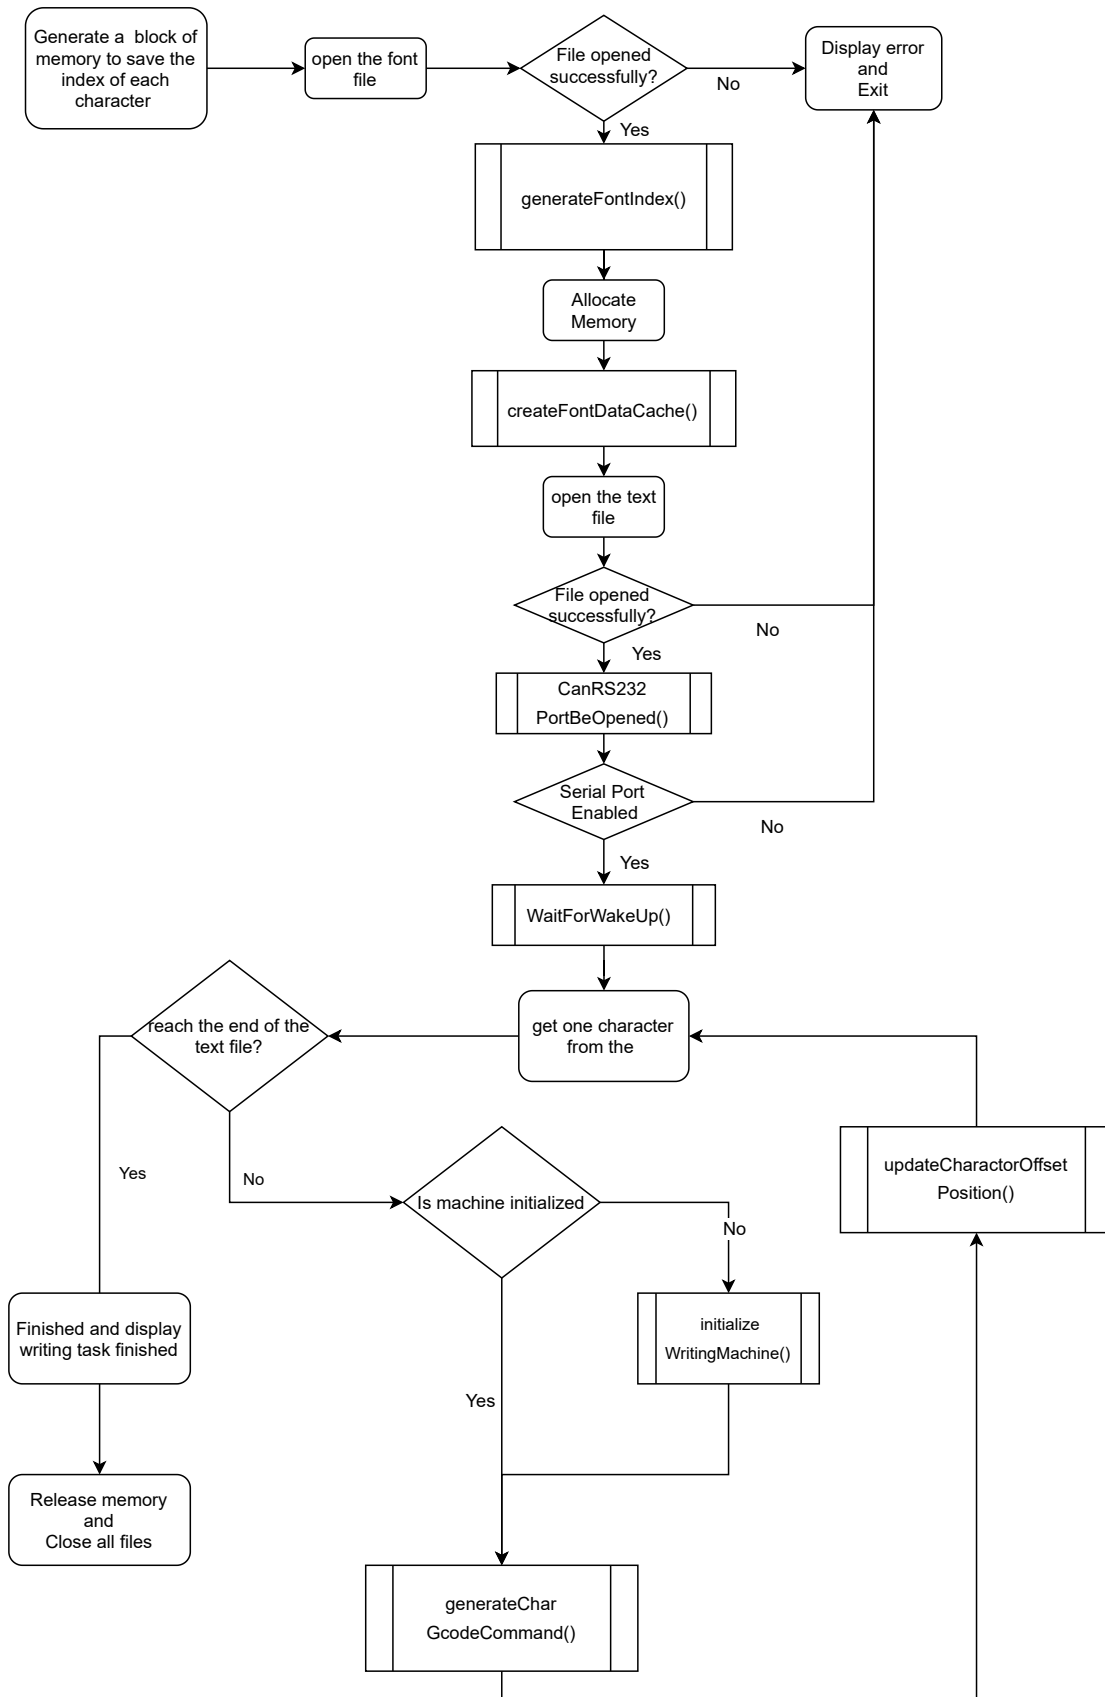 Generate a block of
memory to save the
index of each
character
open the font
file
File opened
successfully?
No
Display error
and
Exit
Yes
generateFontIndex()
Allocate
Memory
createFontDataCache()
open the text
file
File opened
successfully?
No
Yes
CanRS232
PortBeOpened()
Serial Port
Enabled
No
Yes
WaitForWakeUp()
get one character
from the
reach the end of the
text file?
Yes
No
Is machine initialized
No
updateCharactorOffset
Position()
initialize
WritingMachine()
Finished and display
writing task finished
Yes
Release memory
and
Close all files
generateChar
GcodeCommand()